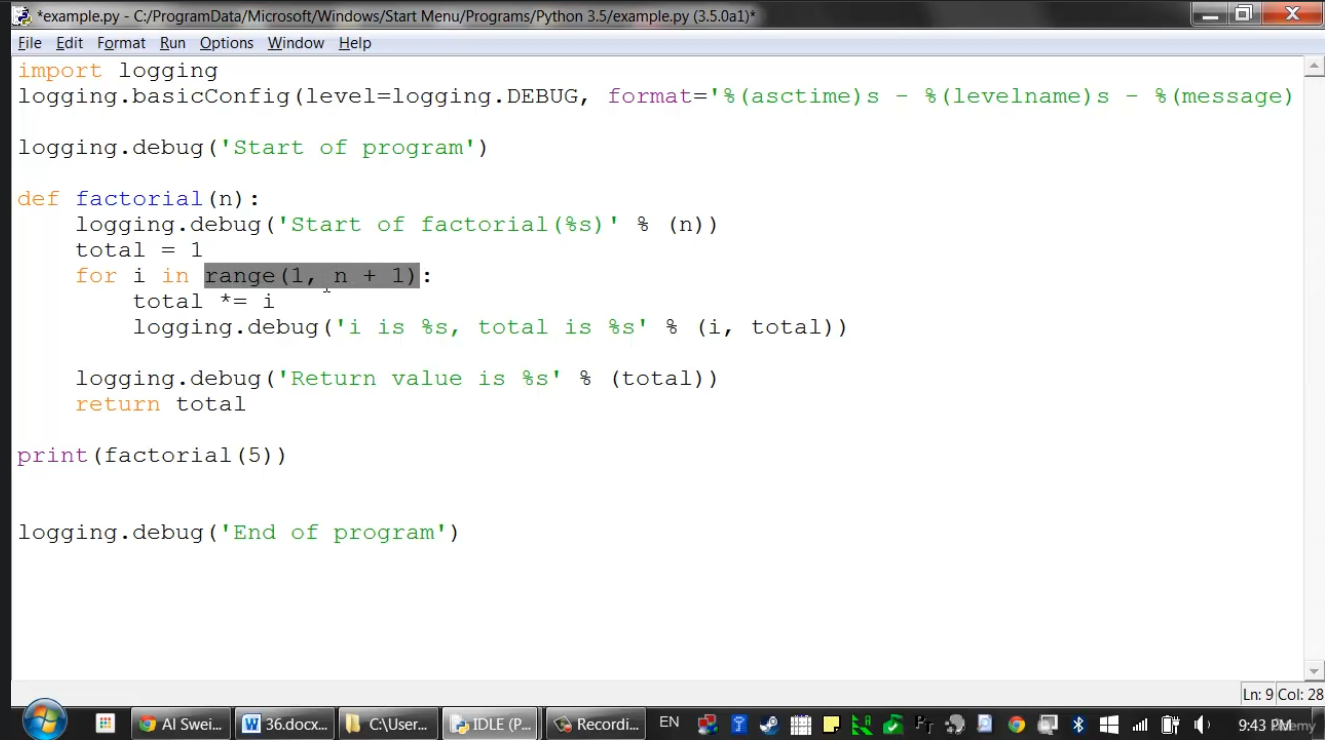 *example.py - C:/ProgramData/Microsoft/Windows/Start Menu/Programs/Python 3.5/example.py (3.5.0a1)*
File Edit Format Run Options Window Help
import logging
logging.basicConfig(level=logging.DEBUG, format='%(asctime)s - %(levelname)s - %(message)
logging.debug('Start of program')
def factorial(n):
    logging.debug('Start of factorial(%s)' % (n))
    total = 1
    for i in range(1, n + 1):
        total *= i
        logging.debug('i is %s, total is %s' % (i, total))
    logging.debug('Return value is %s' % (total))
    return total
print(factorial(5))
logging.debug('End of program')
Ln: 9 Col: 28
Al Swei... 36.docx... C:\User... IDLE (P... Recordi... EN 9:43 PM